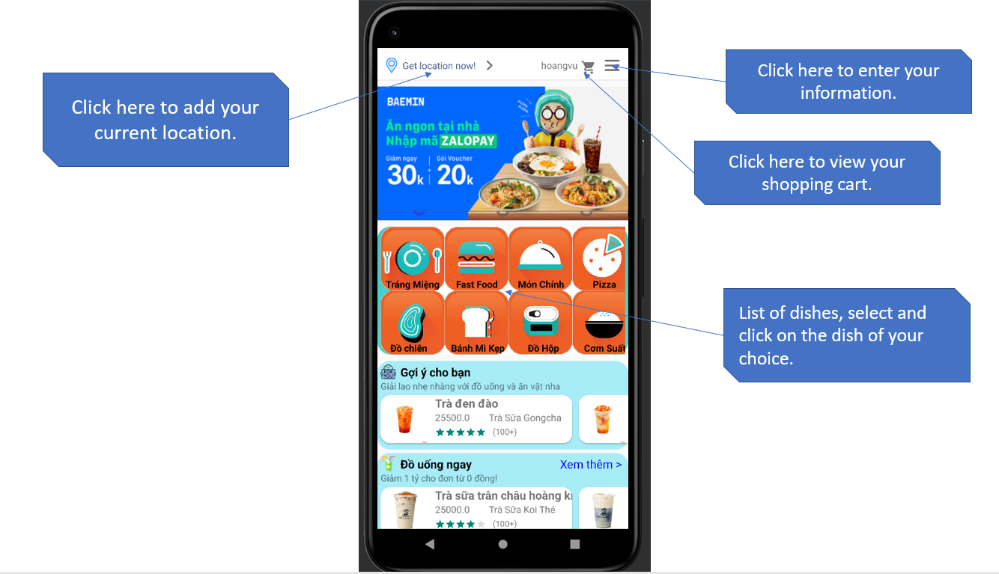 Get location now!
hoangvu
Click here to add your
current location.
Click here to enter your
information.
Click here to view your
shopping cart.
BAEMIN
Ăn ngon tại nhà
Nhập mã ZALOPAY
Giảm ngay
Gói Voucher
30k
+
20k
B
Tráng Miệng
Fast Food
Món Chính
Pizza
Đồ chiên
Bánh Mì Kẹp
Đồ Hộp
Cơm Suất
List of dishes, select and
click on the dish of your
choice.
FOR
YOU
Gợi ý cho bạn
Giải lao nhẹ nhàng với đồ uống và ăn vặt nha
Trà đen đào
25500.0 Trà Sữa Gongcha
(100+)
Đồ uống ngay
Xem thêm >
Giảm 1 tỷ cho đơn từ 0 đồng!
Trà sữa trân châu hoàng k
25000.0 Trà Sữa Koi Thé
(100+)